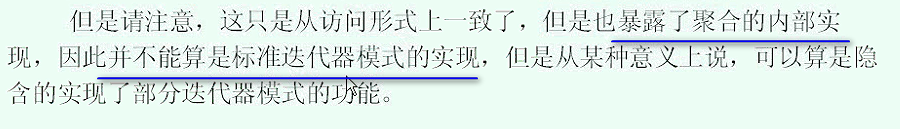 但是请注意，这只是从访问形式上一致了，但是也暴露了聚合的内部实
现，因此并不能算是标准迭代器模式的实现，但是从某种意义上说，可以算是隐
含的实现了部分迭代器模式的功能。